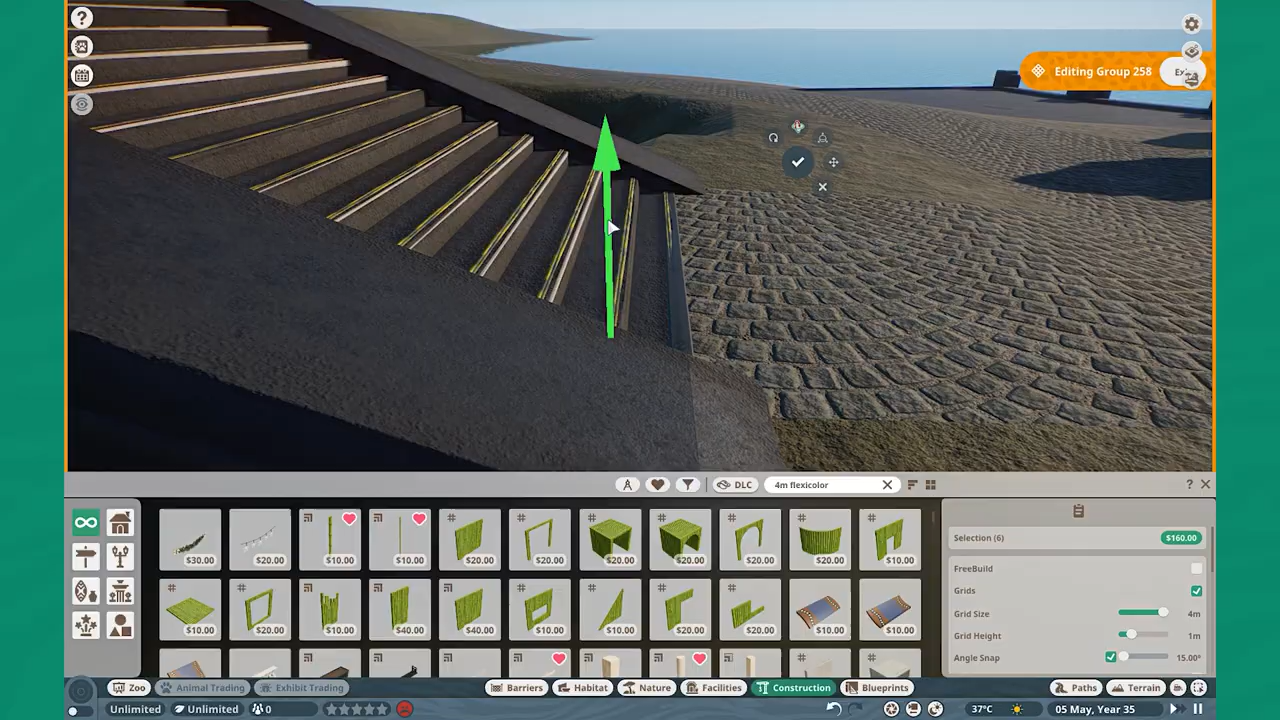 ?
Editing Group 258
DLC
4m flexicolor
?
$30.00
$20.00
$10.00
$10.00
$20.00
$20.00
$20.00
$20.00
$20.00
$20.00
$10.00
$10.00
$20.00
$10.00
$40.00
$40.00
$10.00
$10.00
$20.00
$20.00
$10.00
$10.00
Selection (6)
$160.00
FreeBuild
Grids
Grid Size
4m
Grid Height
1m
Angle Snap
15.00°
Zoo
Animal Trading
Exhibit Trading
Barriers
Habitat
Nature
Facilities
Construction
Blueprints
Paths
Terrain
Unlimited
Unlimited
0
37°C
05 May, Year 35